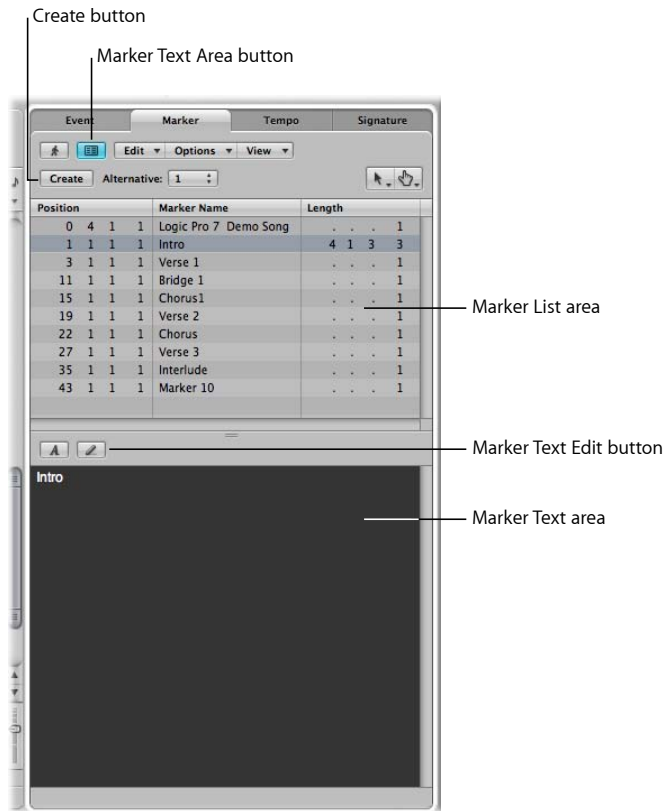 Create button
Marker Text Area button
Event Marker Tempo Signature
Edit Options View
Create Alternative: 1
Position Marker Name Length
0 4 1 1 Logic Pro 7 Demo Song . . . 1
1 1 1 1 Intro 4 1 3 3
3 1 1 1 Verse 1 . . . 1
11 1 1 1 Bridge 1 . . . 1
15 1 1 1 Chorus1 . . . 1
Marker List area
19 1 1 1 Verse 2 . . . 1
22 1 1 1 Chorus . . . 1
27 1 1 1 Verse 3 . . . 1
35 1 1 1 Interlude . . . 1
43 1 1 1 Marker 10 . . . 1
A
Marker Text Edit button
Intro
Marker Text area